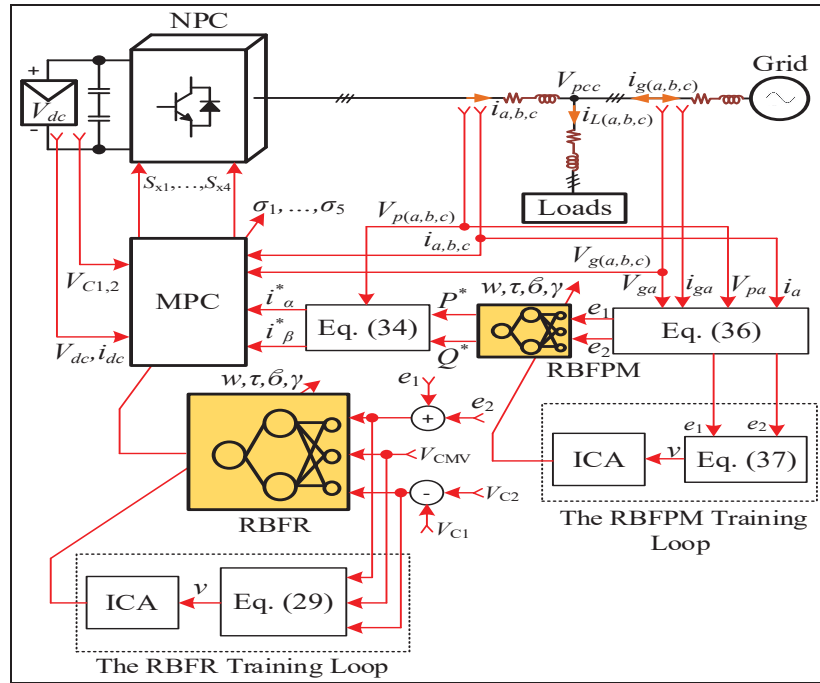 NPC
Grid
+
V_dc
-
V_pcc
i_g(a,b,c)
i_a,b,c
i_L(a,b,c)
Loads
S_x1,...,S_x4
σ_1,...,σ_5
V_p(a,b,c)
i_a,b,c
V_g(a,b,c)
V_ga
i_ga
V_pa
i_a
V_C1,2
MPC
i*_α
i*_β
Eq. (34)
P*
Q*
w,τ,б,γ
RBFPM
e_1
e_2
Eq. (36)
V_dc,i_dc
w,τ,б,γ
RBFR
e_1
+
e_2
V_CMV
-
V_C2
V_C1
e_1
e_2
ICA
v
Eq. (37)
The RBFPM Training
Loop
ICA
v
Eq. (29)
The RBFR Training Loop